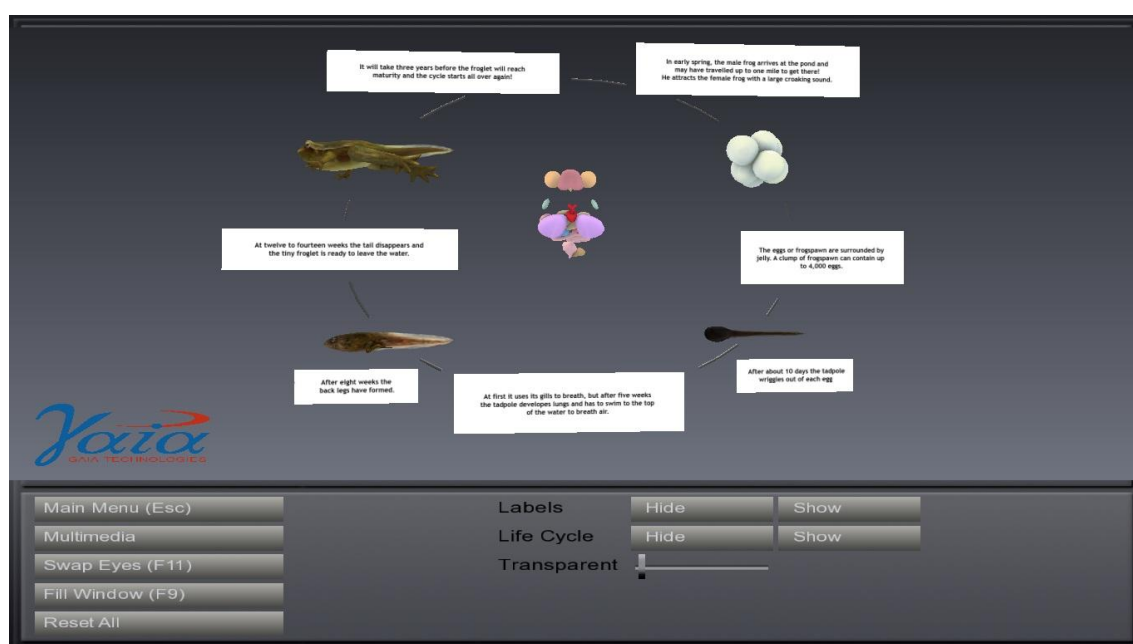 It will take three years before the froglet will reach
maturity and the cycle starts all over again!
In early spring, the male frog arrives at the pond and
may have travelled up to one mile to get there!
He attracts the female frog with a large croaking sound.
At twelve to fourteen weeks the tail disappears and
the tiny froglet is ready to leave the water.
The eggs or frogspawn are surrounded by
jelly. A clump of frogspawn can contain up
to 4,000 eggs.
After eight weeks the
back legs have formed.
At first it uses its gills to breath, but after five weeks
the tadpole developes lungs and has to swim to the top
of the water to breath air.
After about 10 days the tadpole
wriggles out of each egg
gaia
GAIA TECHNOLOGIES
Main Menu (Esc)
Multimedia
Swap Eyes (F11)
Fill Window (F9)
Reset All
Labels Hide Show
Life Cycle Hide Show
Transparent